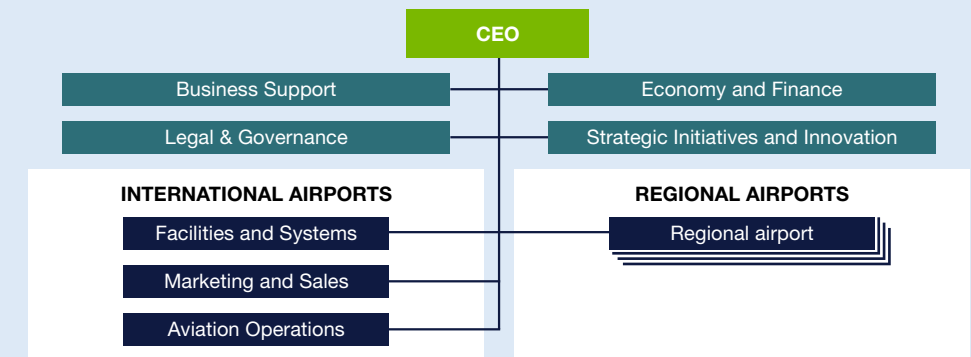 CEO
Business Support
Economy and Finance
Legal & Governance
Strategic Initiatives and Innovation
INTERNATIONAL AIRPORTS
Facilities and Systems
Marketing and Sales
Aviation Operations
REGIONAL AIRPORTS
Regional airport